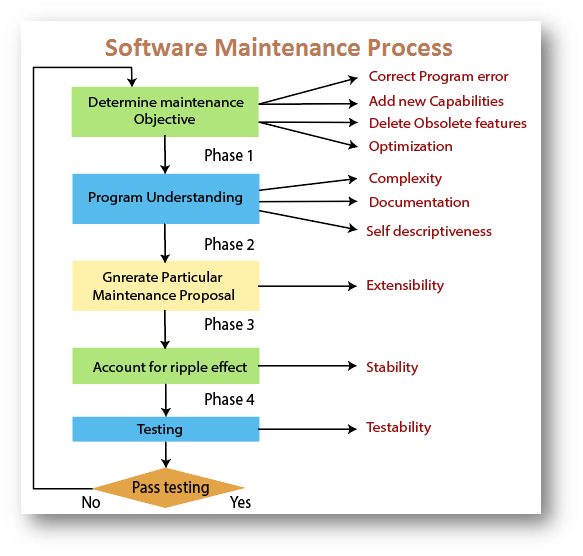 Software Maintenance Process
Determine maintenance
Objective
Correct Program error
Add new Capabilities
Delete Obsolete features
Optimization
Phase 1
Program Understanding
Complexity
Documentation
Self descriptiveness
Phase 2
Gnrerate Particular
Maintenance Proposal
Extensibility
Phase 3
Account for ripple effect
Stability
Phase 4
Testing
Testability
Pass testing
No
Yes